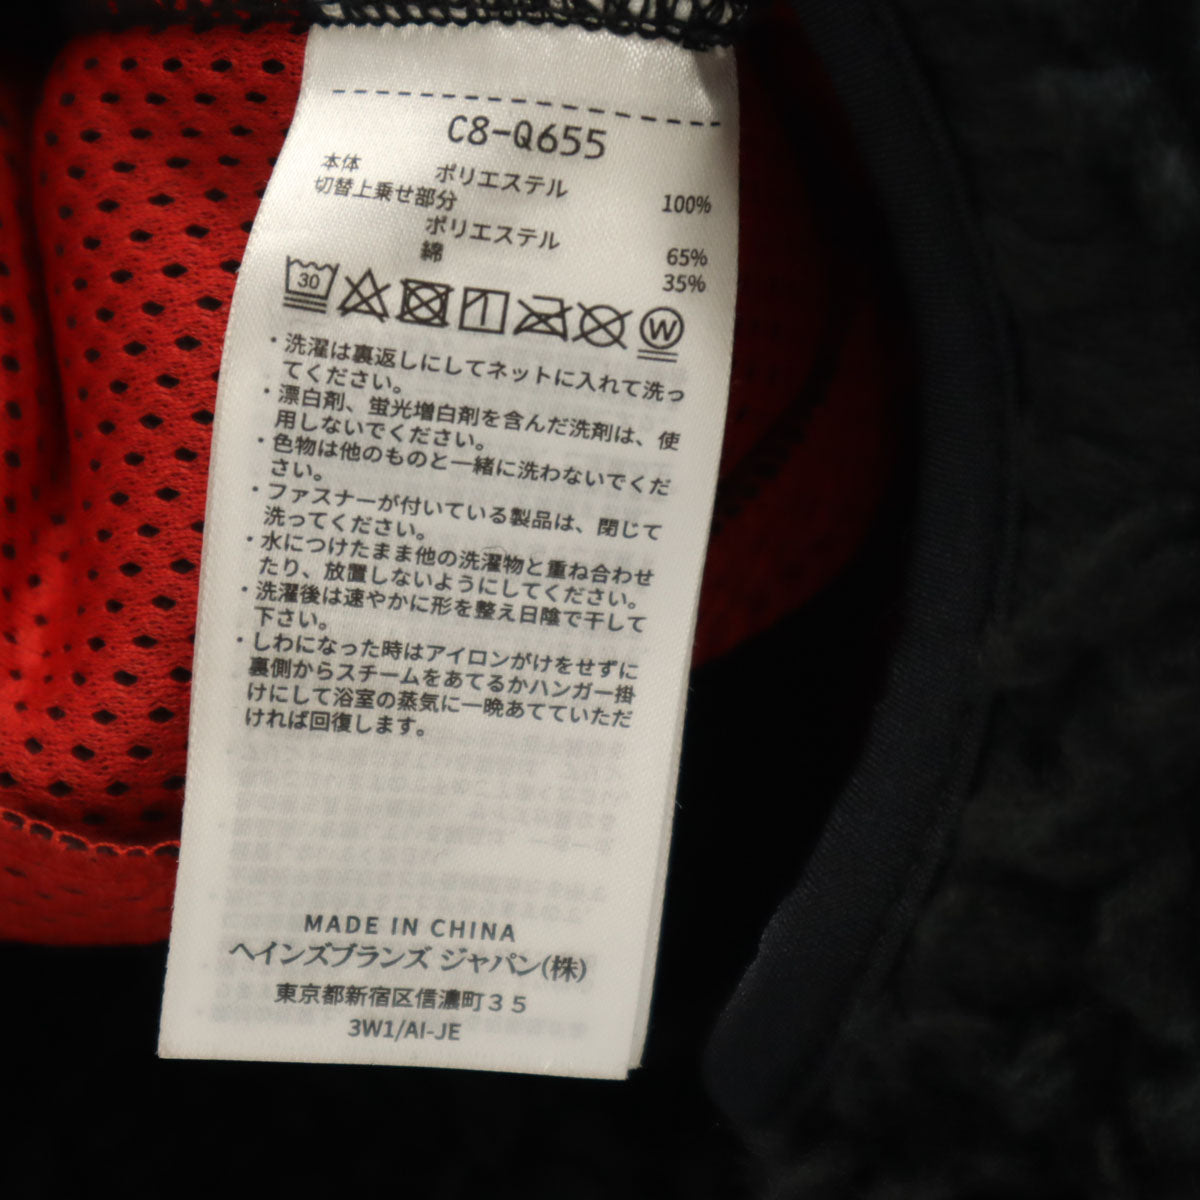 C8-Q655
本体 ポリエステル 100%
切替上乗せ部分
ポリエステル 65%
綿 35%
30 W
・洗濯は裏返しにしてネットに入れて洗っ
てください。
・漂白剤、蛍光増白剤を含んだ洗剤は、使
用しないでください。
・色物は他のものと一緒に洗わないでくだ
さい。
・ファスナーが付いている製品は、閉じて
洗ってください。
・水につけたまま他の洗濯物と重ね合わせ
たり、放置しないようにしてください。
・洗濯後は速やかに形を整え日陰で干して
下さい。
・しわになった時はアイロンがけをせずに
裏側からスチームをあてるかハンガー掛
けにして浴室の蒸気に一晩あてていただ
ければ回復します。
MADE IN CHINA
ヘインズブランズ ジャパン(株)
東京都新宿区信濃町３５
3W1/AI-JE